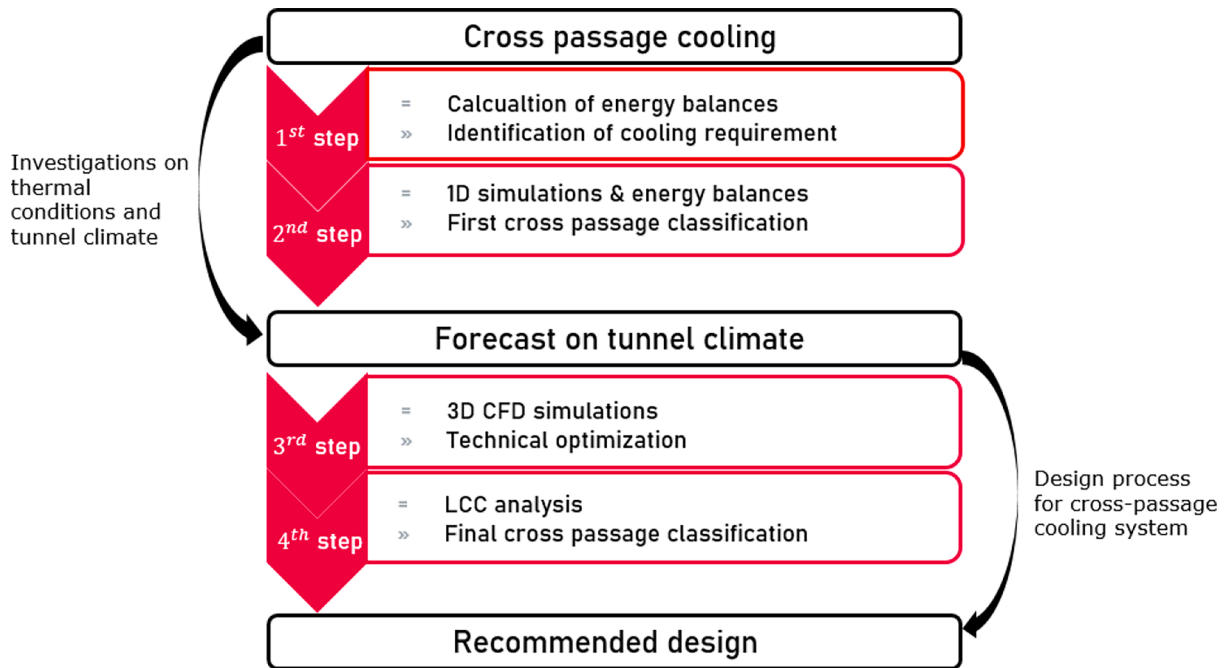 Cross passage cooling
1st step
= Calcualtion of energy balances
» Identification of cooling requirement
Investigations on
thermal
conditions and
tunnel climate
2nd step
= 1D simulations & energy balances
» First cross passage classification
Forecast on tunnel climate
3rd step
= 3D CFD simulations
» Technical optimization
4th step
= LCC analysis
» Final cross passage classification
Design process
for cross-passage
cooling system
Recommended design